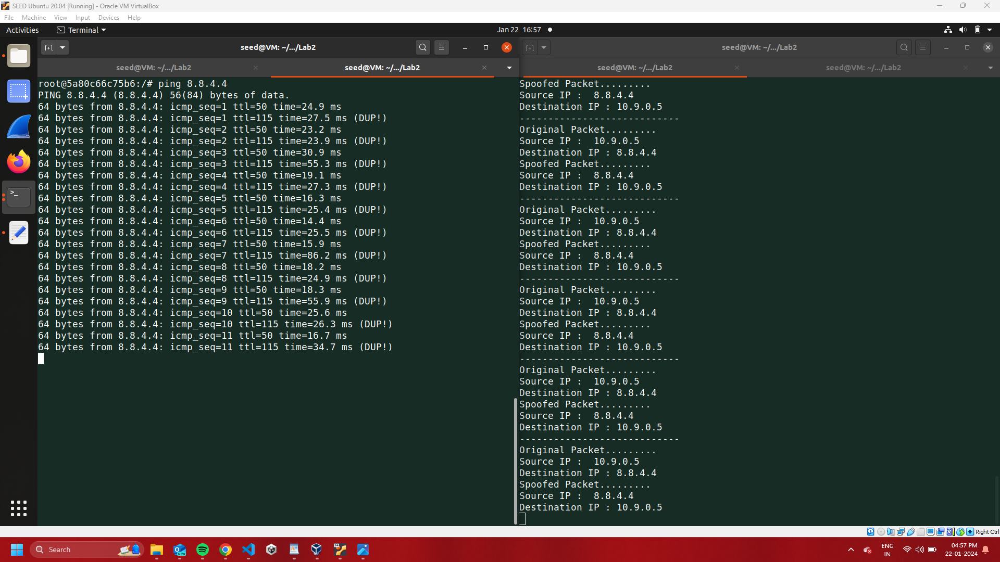 SEED Ubuntu 20.04 [Running] - Oracle VM VirtualBox
File Machine View Input Devices Help
Activities Terminal Jan 22 16:57
seed@VM: ~/.../Lab2
seed@VM: ~/.../Lab2 seed@VM: ~/.../Lab2
root@5a80c66c75b6:/# ping 8.8.4.4
PING 8.8.4.4 (8.8.4.4) 56(84) bytes of data.
64 bytes from 8.8.4.4: icmp_seq=1 ttl=50 time=24.9 ms
64 bytes from 8.8.4.4: icmp_seq=1 ttl=115 time=27.5 ms (DUP!)
64 bytes from 8.8.4.4: icmp_seq=2 ttl=50 time=23.2 ms
64 bytes from 8.8.4.4: icmp_seq=2 ttl=115 time=23.9 ms (DUP!)
64 bytes from 8.8.4.4: icmp_seq=3 ttl=50 time=30.9 ms
64 bytes from 8.8.4.4: icmp_seq=3 ttl=115 time=55.3 ms (DUP!)
64 bytes from 8.8.4.4: icmp_seq=4 ttl=50 time=19.1 ms
64 bytes from 8.8.4.4: icmp_seq=4 ttl=115 time=27.3 ms (DUP!)
64 bytes from 8.8.4.4: icmp_seq=5 ttl=50 time=16.3 ms
64 bytes from 8.8.4.4: icmp_seq=5 ttl=115 time=25.4 ms (DUP!)
64 bytes from 8.8.4.4: icmp_seq=6 ttl=50 time=14.4 ms
64 bytes from 8.8.4.4: icmp_seq=6 ttl=115 time=25.5 ms (DUP!)
64 bytes from 8.8.4.4: icmp_seq=7 ttl=50 time=15.9 ms
64 bytes from 8.8.4.4: icmp_seq=7 ttl=115 time=86.2 ms (DUP!)
64 bytes from 8.8.4.4: icmp_seq=8 ttl=50 time=18.2 ms
64 bytes from 8.8.4.4: icmp_seq=8 ttl=115 time=24.9 ms (DUP!)
64 bytes from 8.8.4.4: icmp_seq=9 ttl=50 time=18.3 ms
64 bytes from 8.8.4.4: icmp_seq=9 ttl=115 time=55.9 ms (DUP!)
64 bytes from 8.8.4.4: icmp_seq=10 ttl=50 time=25.6 ms
64 bytes from 8.8.4.4: icmp_seq=10 ttl=115 time=26.3 ms (DUP!)
64 bytes from 8.8.4.4: icmp_seq=11 ttl=50 time=16.7 ms
64 bytes from 8.8.4.4: icmp_seq=11 ttl=115 time=34.7 ms (DUP!)
seed@VM: ~/.../Lab2
seed@VM: ~/.../Lab2 seed@VM: ~/.../Lab2
Spoofed Packet.........
Source IP :  8.8.4.4
Destination IP : 10.9.0.5
----------------------------
Original Packet.........
Source IP :  10.9.0.5
Destination IP : 8.8.4.4
Spoofed Packet.........
Source IP :  8.8.4.4
Destination IP : 10.9.0.5
----------------------------
Original Packet.........
Source IP :  10.9.0.5
Destination IP : 8.8.4.4
Spoofed Packet.........
Source IP :  8.8.4.4
Destination IP : 10.9.0.5
----------------------------
Original Packet.........
Source IP :  10.9.0.5
Destination IP : 8.8.4.4
Spoofed Packet.........
Source IP :  8.8.4.4
Destination IP : 10.9.0.5
----------------------------
Original Packet.........
Source IP :  10.9.0.5
Destination IP : 8.8.4.4
Spoofed Packet.........
Source IP :  8.8.4.4
Destination IP : 10.9.0.5
----------------------------
Original Packet.........
Source IP :  10.9.0.5
Destination IP : 8.8.4.4
Spoofed Packet.........
Source IP :  8.8.4.4
Destination IP : 10.9.0.5
Right Ctrl
Search
ENG
IN
04:57 PM
22-01-2024